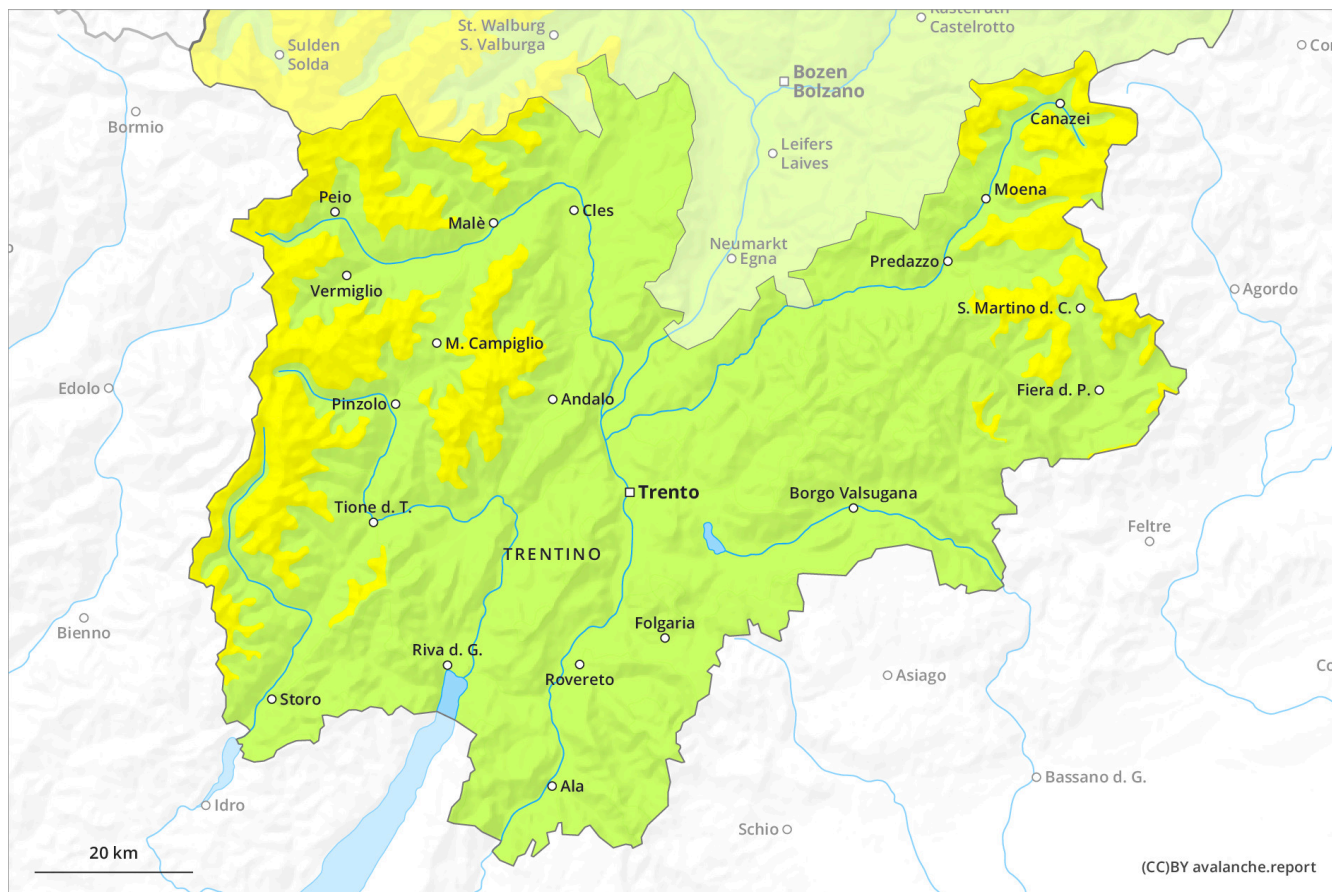 Kastelruth
Castelrotto
St. Walburg
S. Valburga
Sulden
Solda
Bozen
Bolzano
Bormio
Canazei
Leifers
Laives
Moena
Peio
Malè
Cles
Neumarkt
Egna
Predazzo
Vermiglio
Agordo
S. Martino d. C.
M. Campiglio
Edolo
Pinzolo
Andalo
Fiera d. P.
Trento
Borgo Valsugana
Tione d. T.
Feltre
TRENTINO
Bienno
Folgaria
Riva d. G.
Rovereto
Asiago
Storo
Ala
Bassano d. G.
Idro
Schio
20 km
(CC)BY avalanche.report